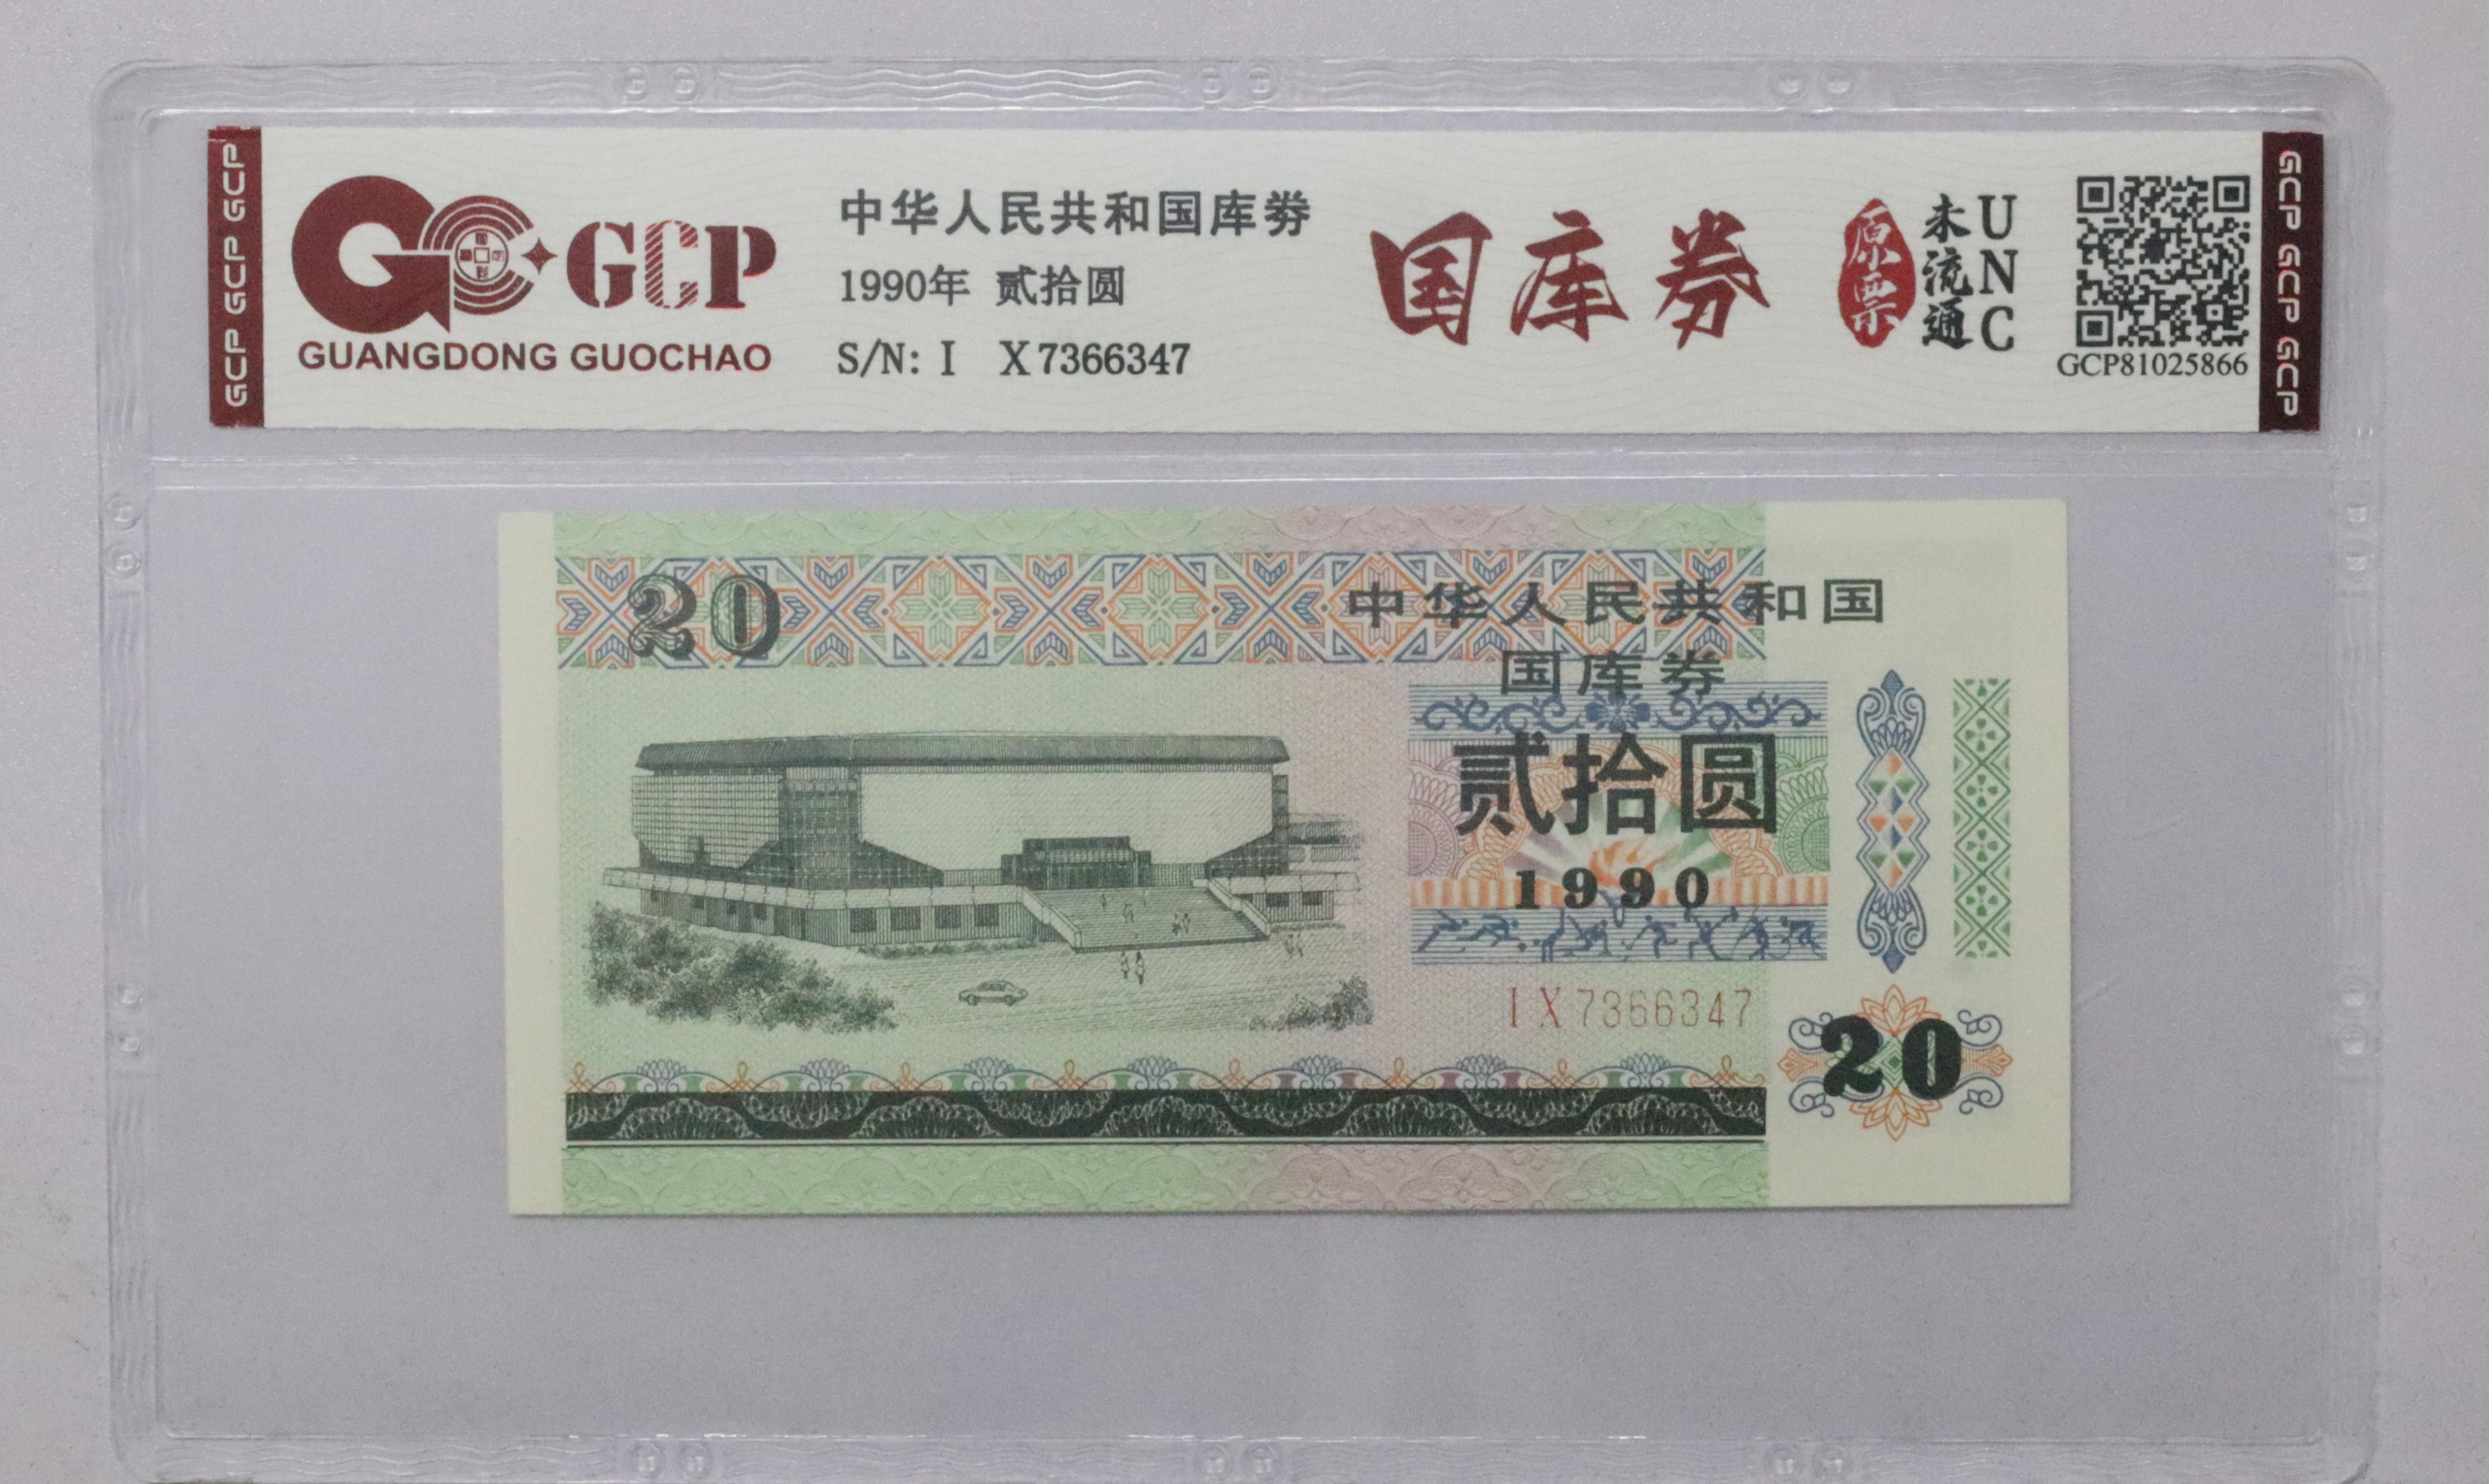 GCP GCP GCP
GCP
GUANGDONG GUOCHAO
中华人民共和国库券
1990年 贰拾圆
S/N: I X7366347
国库券
原票
未流通
UNC
GCP81025866
GCP GCP GCP
20
中华人民共和国
国库券
贰拾圆
1990
IX7366347
20